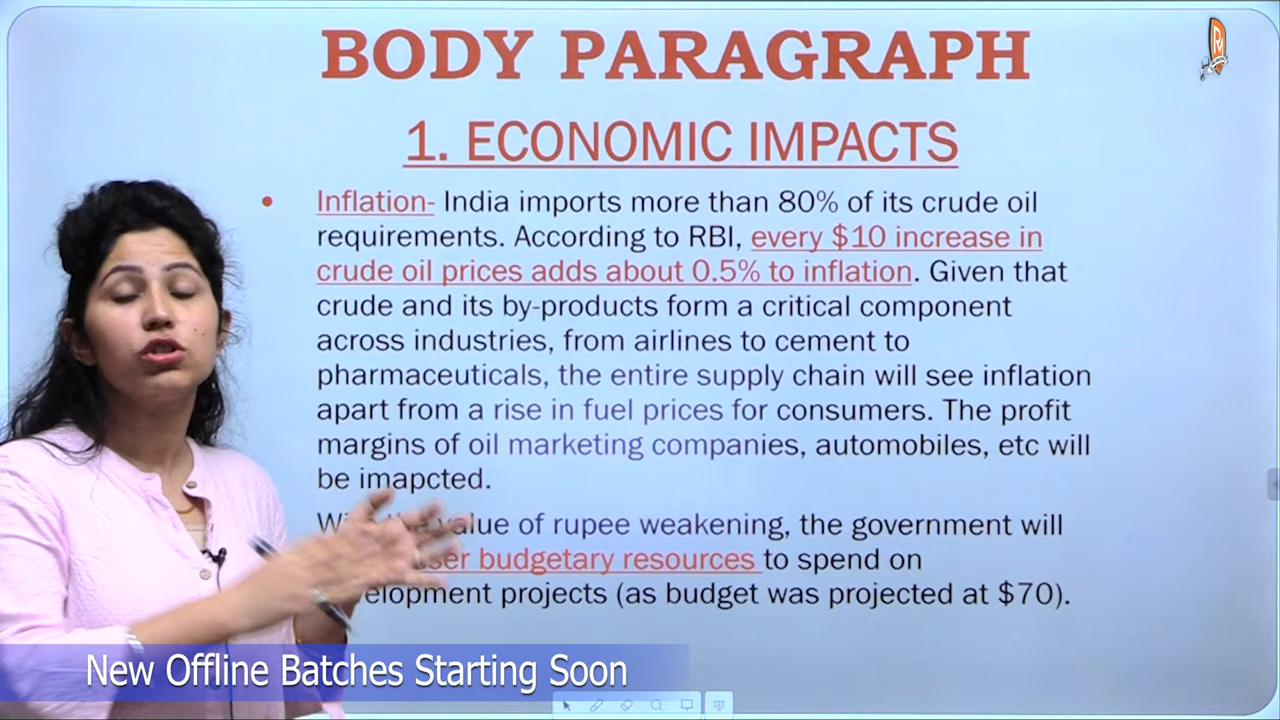 BODY PARAGRAPH
1. ECONOMIC IMPACTS
• Inflation- India imports more than 80% of its crude oil
requirements. According to RBI, every $10 increase in
crude oil prices adds about 0.5% to inflation. Given that
crude and its by-products form a critical component
across industries, from airlines to cement to
pharmaceuticals, the entire supply chain will see inflation
apart from a rise in fuel prices for consumers. The profit
margins of oil marketing companies, automobiles, etc will
be imapcted.
value of rupee weakening, the government will
budgetary resources to spend on
projects (as budget was projected at $70).
New Offline Batches Starting Soon